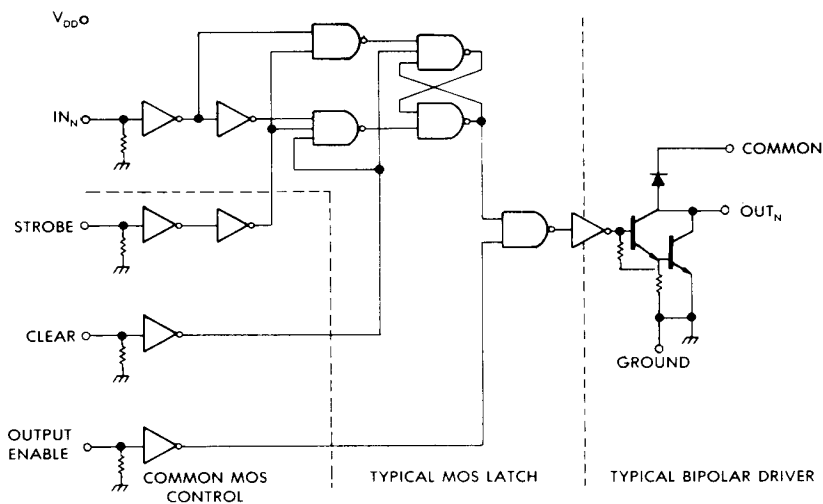 VDD
INN
STROBE
CLEAR
OUTPUT
ENABLE
COMMON MOS
CONTROL
TYPICAL MOS LATCH
TYPICAL BIPOLAR DRIVER
COMMON
OUTN
GROUND